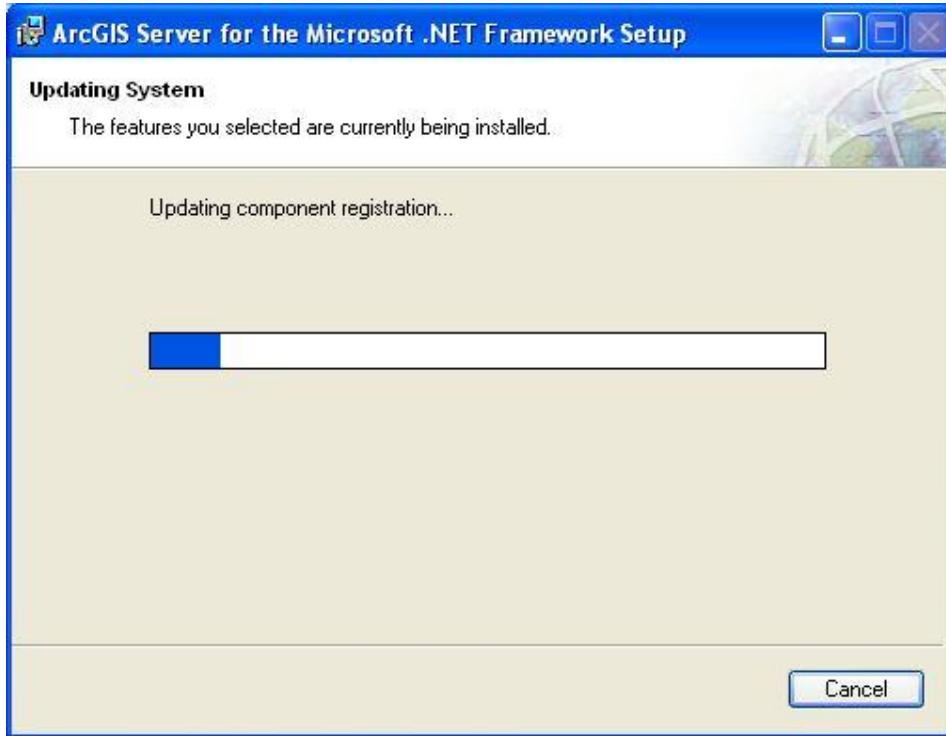 ArcGIS Server for the Microsoft .NET Framework Setup
Updating System
The features you selected are currently being installed.
Updating component registration...
Cancel